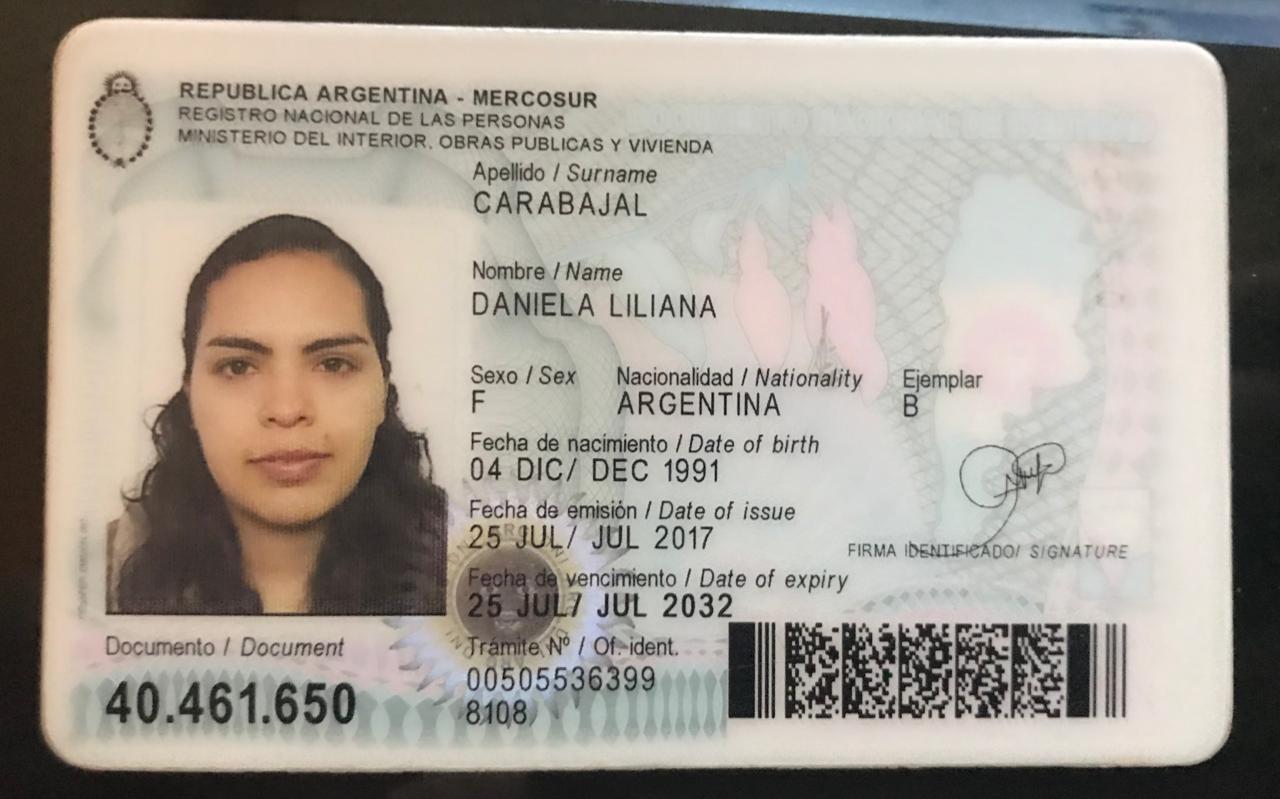 REPUBLICA ARGENTINA - MERCOSUR
REGISTRO NACIONAL DE LAS PERSONAS
MINISTERIO DEL INTERIOR, OBRAS PUBLICAS Y VIVIENDA
Apellido / Surname
CARABAJAL
Nombre / Name
DANIELA LILIANA
Sexo / Sex Nacionalidad / Nationality Ejemplar
F ARGENTINA B
Fecha de nacimiento / Date of birth
04 DIC/ DEC 1991
Fecha de emisión / Date of issue
25 JUL/ JUL 2017
FIRMA IDENTIFICADO/ SIGNATURE
Fecha de vencimiento / Date of expiry
25 JUL/ JUL 2032
Documento / Document
40.461.650
Trámite Nº / Of. ident.
00505536399
8108